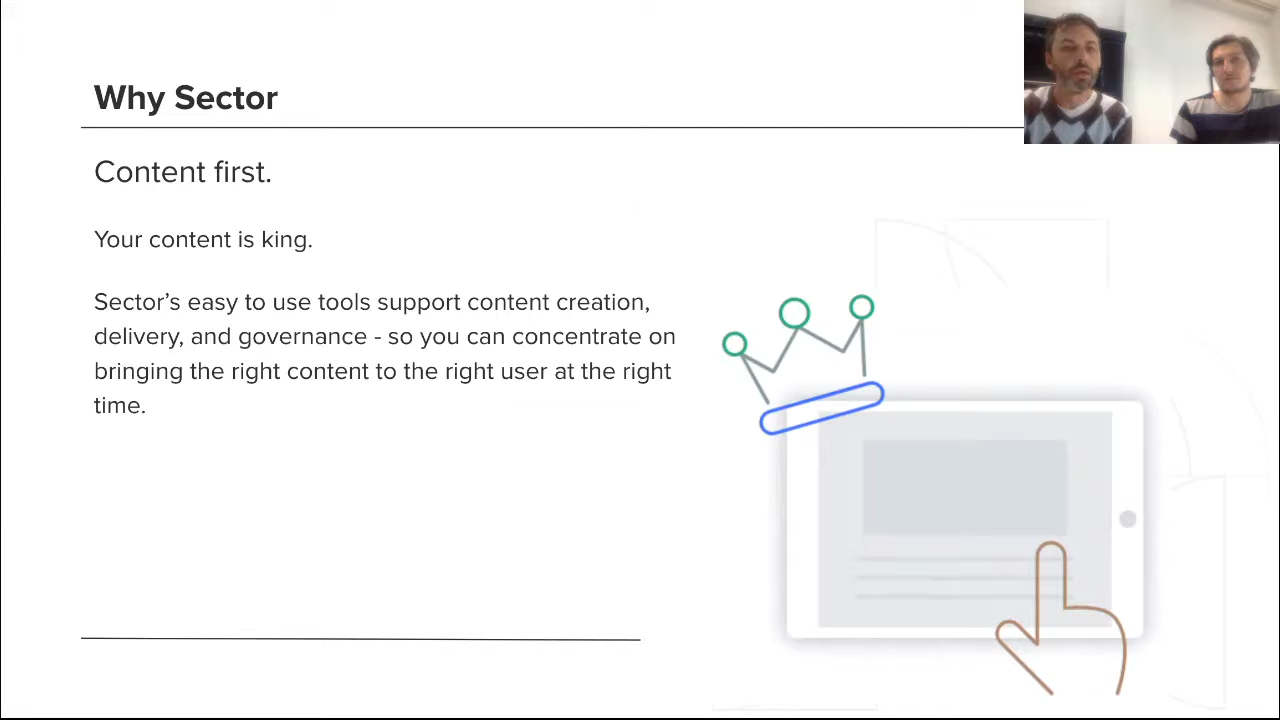 Why Sector
Content first.
Your content is king.
Sector's easy to use tools support content creation,
delivery, and governance - so you can concentrate on
bringing the right content to the right user at the right
time.